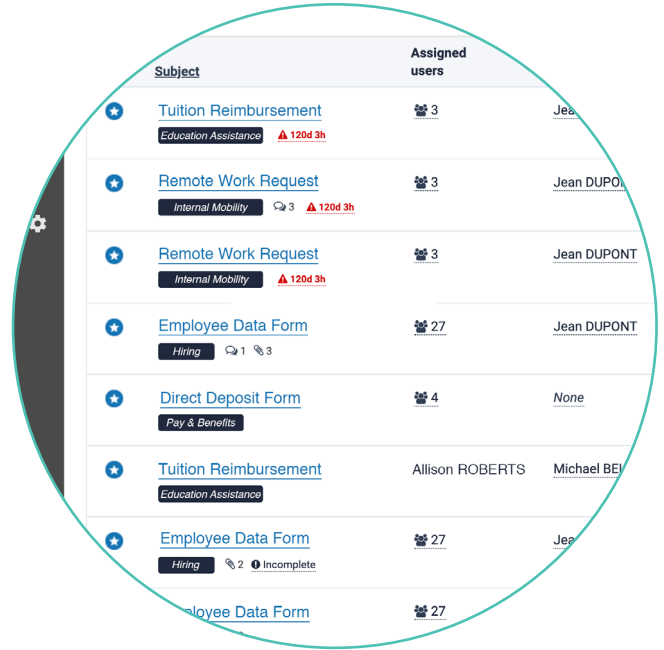 Subject
Assigned
users
Tuition Reimbursement 3
Education Assistance 120d 3h
Remote Work Request 3 Jean
Internal Mobility 3 120d 3h
Remote Work Request 3 Jean DUPONT
Internal Mobility 120d 3h
Employee Data Form 27 Jean DUPONT
Hiring 1 3
Direct Deposit Form 4 None
Pay & Benefits
Tuition Reimbursement Allison ROBERTS Michael
Education Assistance
Employee Data Form 27
Hiring 2 Incomplete
Data Form 27